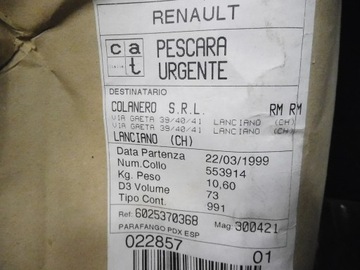 RENAULT
cat PESCARA
URGENTE
DESTINATARIO
COLANERO S.R.L. RM RM
VIA GAETA 39/40/41 LANCIANO (CH)
VIA GAETA 39/40/41 LANCIANO (CH)
LANCIANO (CH)
Data Partenza 22/03/1999
Num.Collo 553914
Kg. Peso 10,60
D3 Volume 73
Tipo Cont. 991
Ref: 6025370368 Mag: 300421
PARAFANGO PDX ESP
022857 01